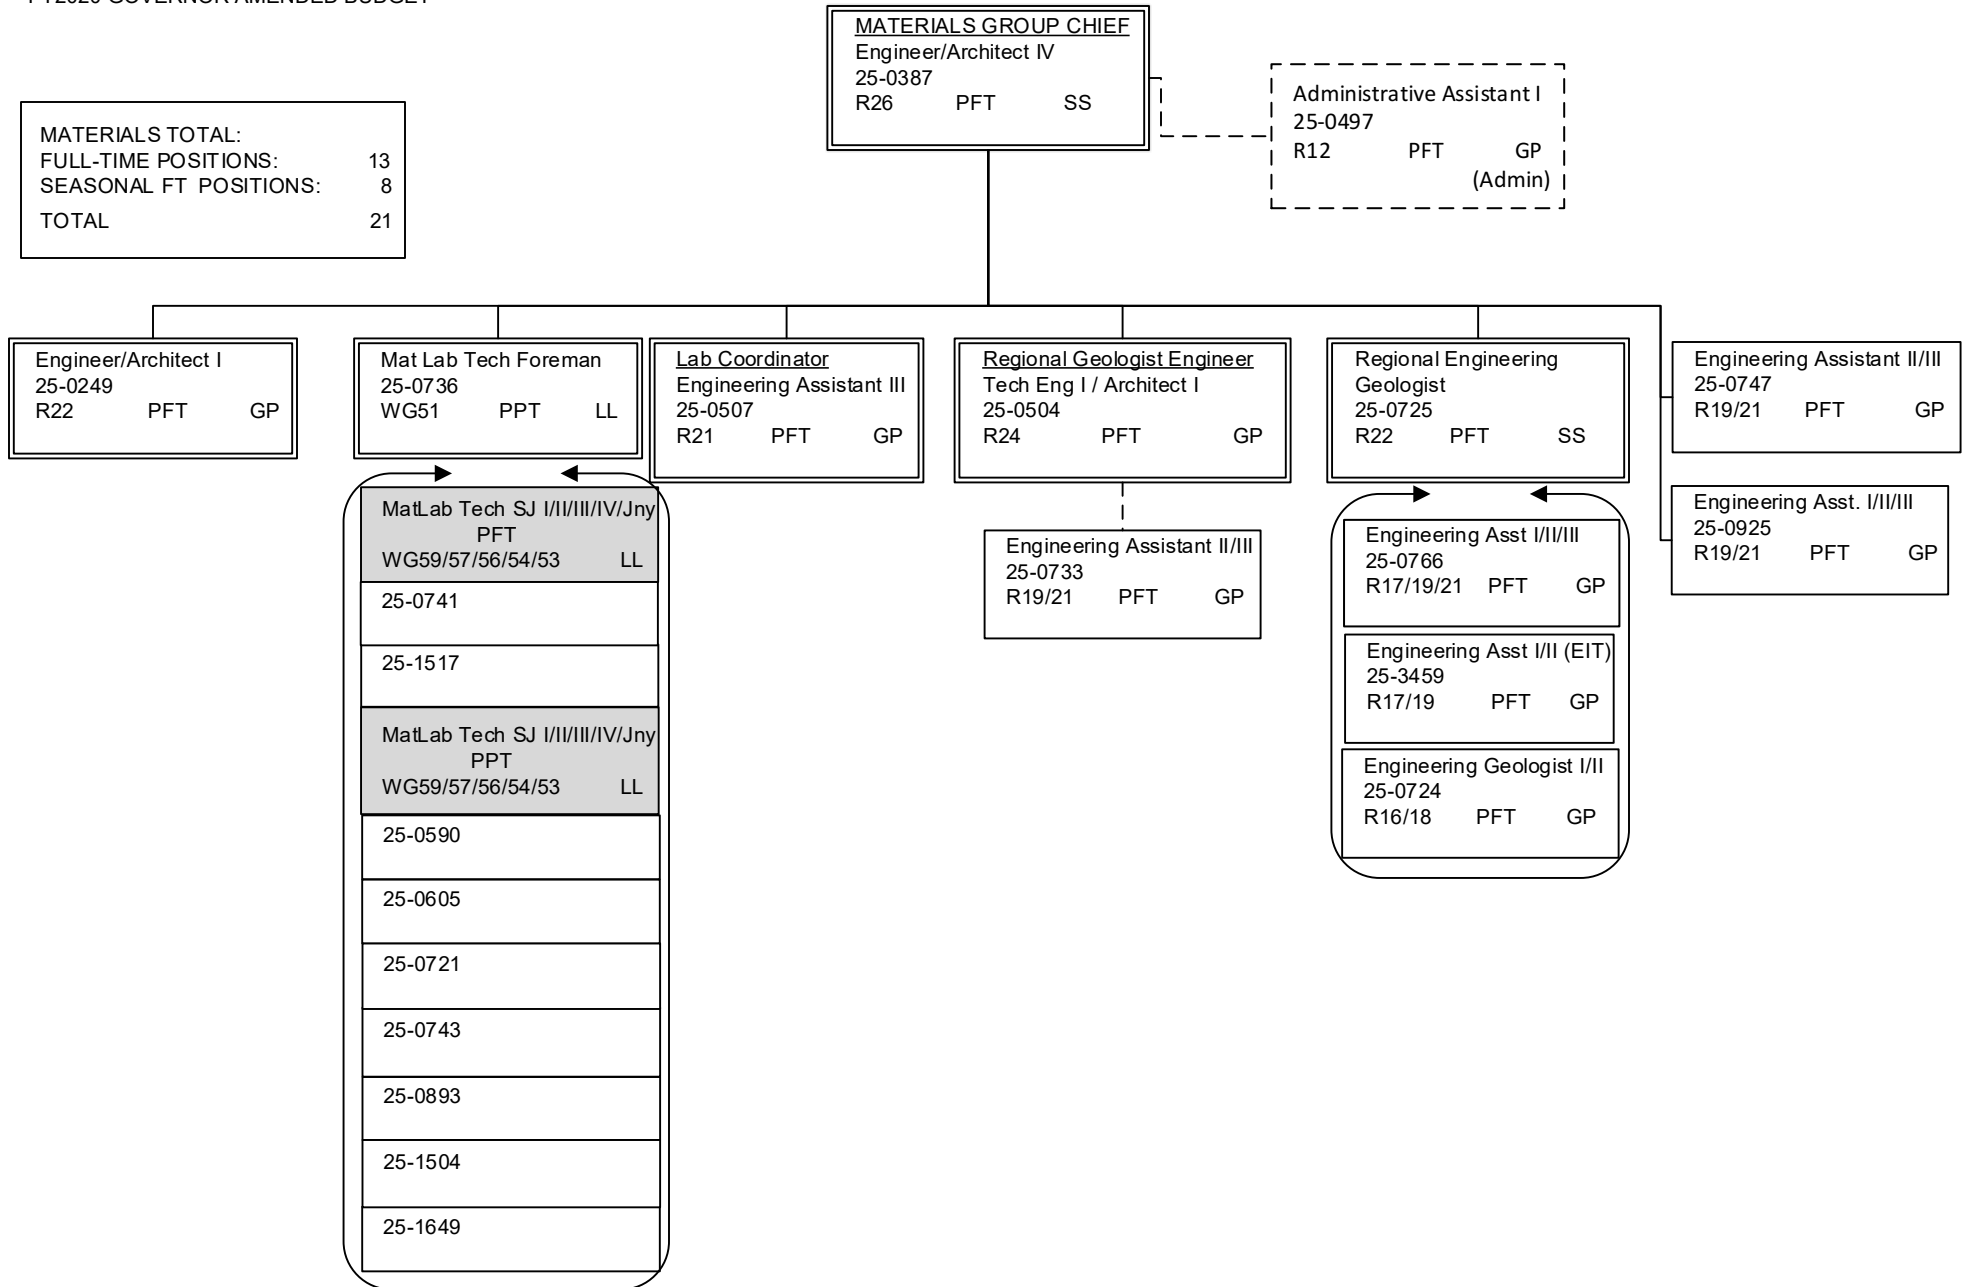 MATERIALS GROUP CHIEF
Engineer/Architect IV
25-0387
R26 PFT SS
Administrative Assistant I
25-0497
R12 PFT GP
(Admin)
MATERIALS TOTAL:
FULL-TIME POSITIONS: 13
SEASONAL FT POSITIONS: 8
TOTAL 21
Engineer/Architect I
25-0249
R22 PFT GP
Mat Lab Tech Foreman
25-0736
WG51 PPT LL
Lab Coordinator
Engineering Assistant III
25-0507
R21 PFT GP
Regional Geologist Engineer
Tech Eng I / Architect I
25-0504
R24 PFT GP
Regional Engineering
Geologist
25-0725
R22 PFT SS
Engineering Assistant II/III
25-0747
R19/21 PFT GP
Engineering Asst. I/II/III
25-0925
R19/21 PFT GP
MatLab Tech SJ I/II/III/IV/Jny
PFT
WG59/57/56/54/53 LL
25-0741
25-1517
MatLab Tech SJ I/II/III/IV/Jny
PPT
WG59/57/56/54/53 LL
25-0590
25-0605
25-0721
25-0743
25-0893
25-1504
25-1649
Engineering Assistant II/III
25-0733
R19/21 PFT GP
Engineering Asst I/II/III
25-0766
R17/19/21 PFT GP
Engineering Asst I/II (EIT)
25-3459
R17/19 PFT GP
Engineering Geologist I/II
25-0724
R16/18 PFT GP